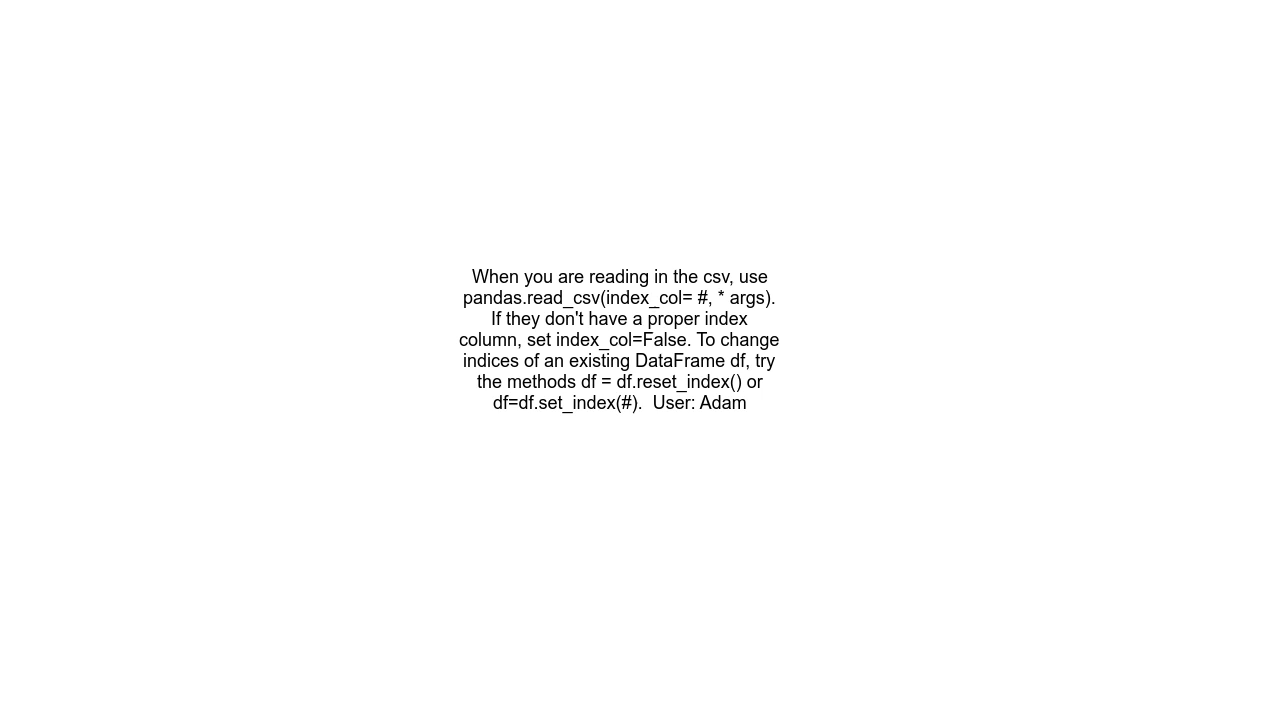 When you are reading in the csv, use
pandas.read_csv(index_col= #, * args).
If they don't have a proper index
column, set index_col=False. To change
indices of an existing DataFrame df, try
the methods df = df.reset_index() or
df=df.set_index(#).  User: Adam